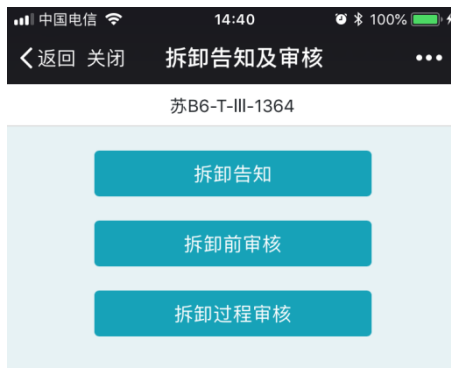 中国电信 14:40 100%
返回 关闭 拆卸告知及审核
苏B6-T-Ⅲ-1364
拆卸告知
拆卸前审核
拆卸过程审核